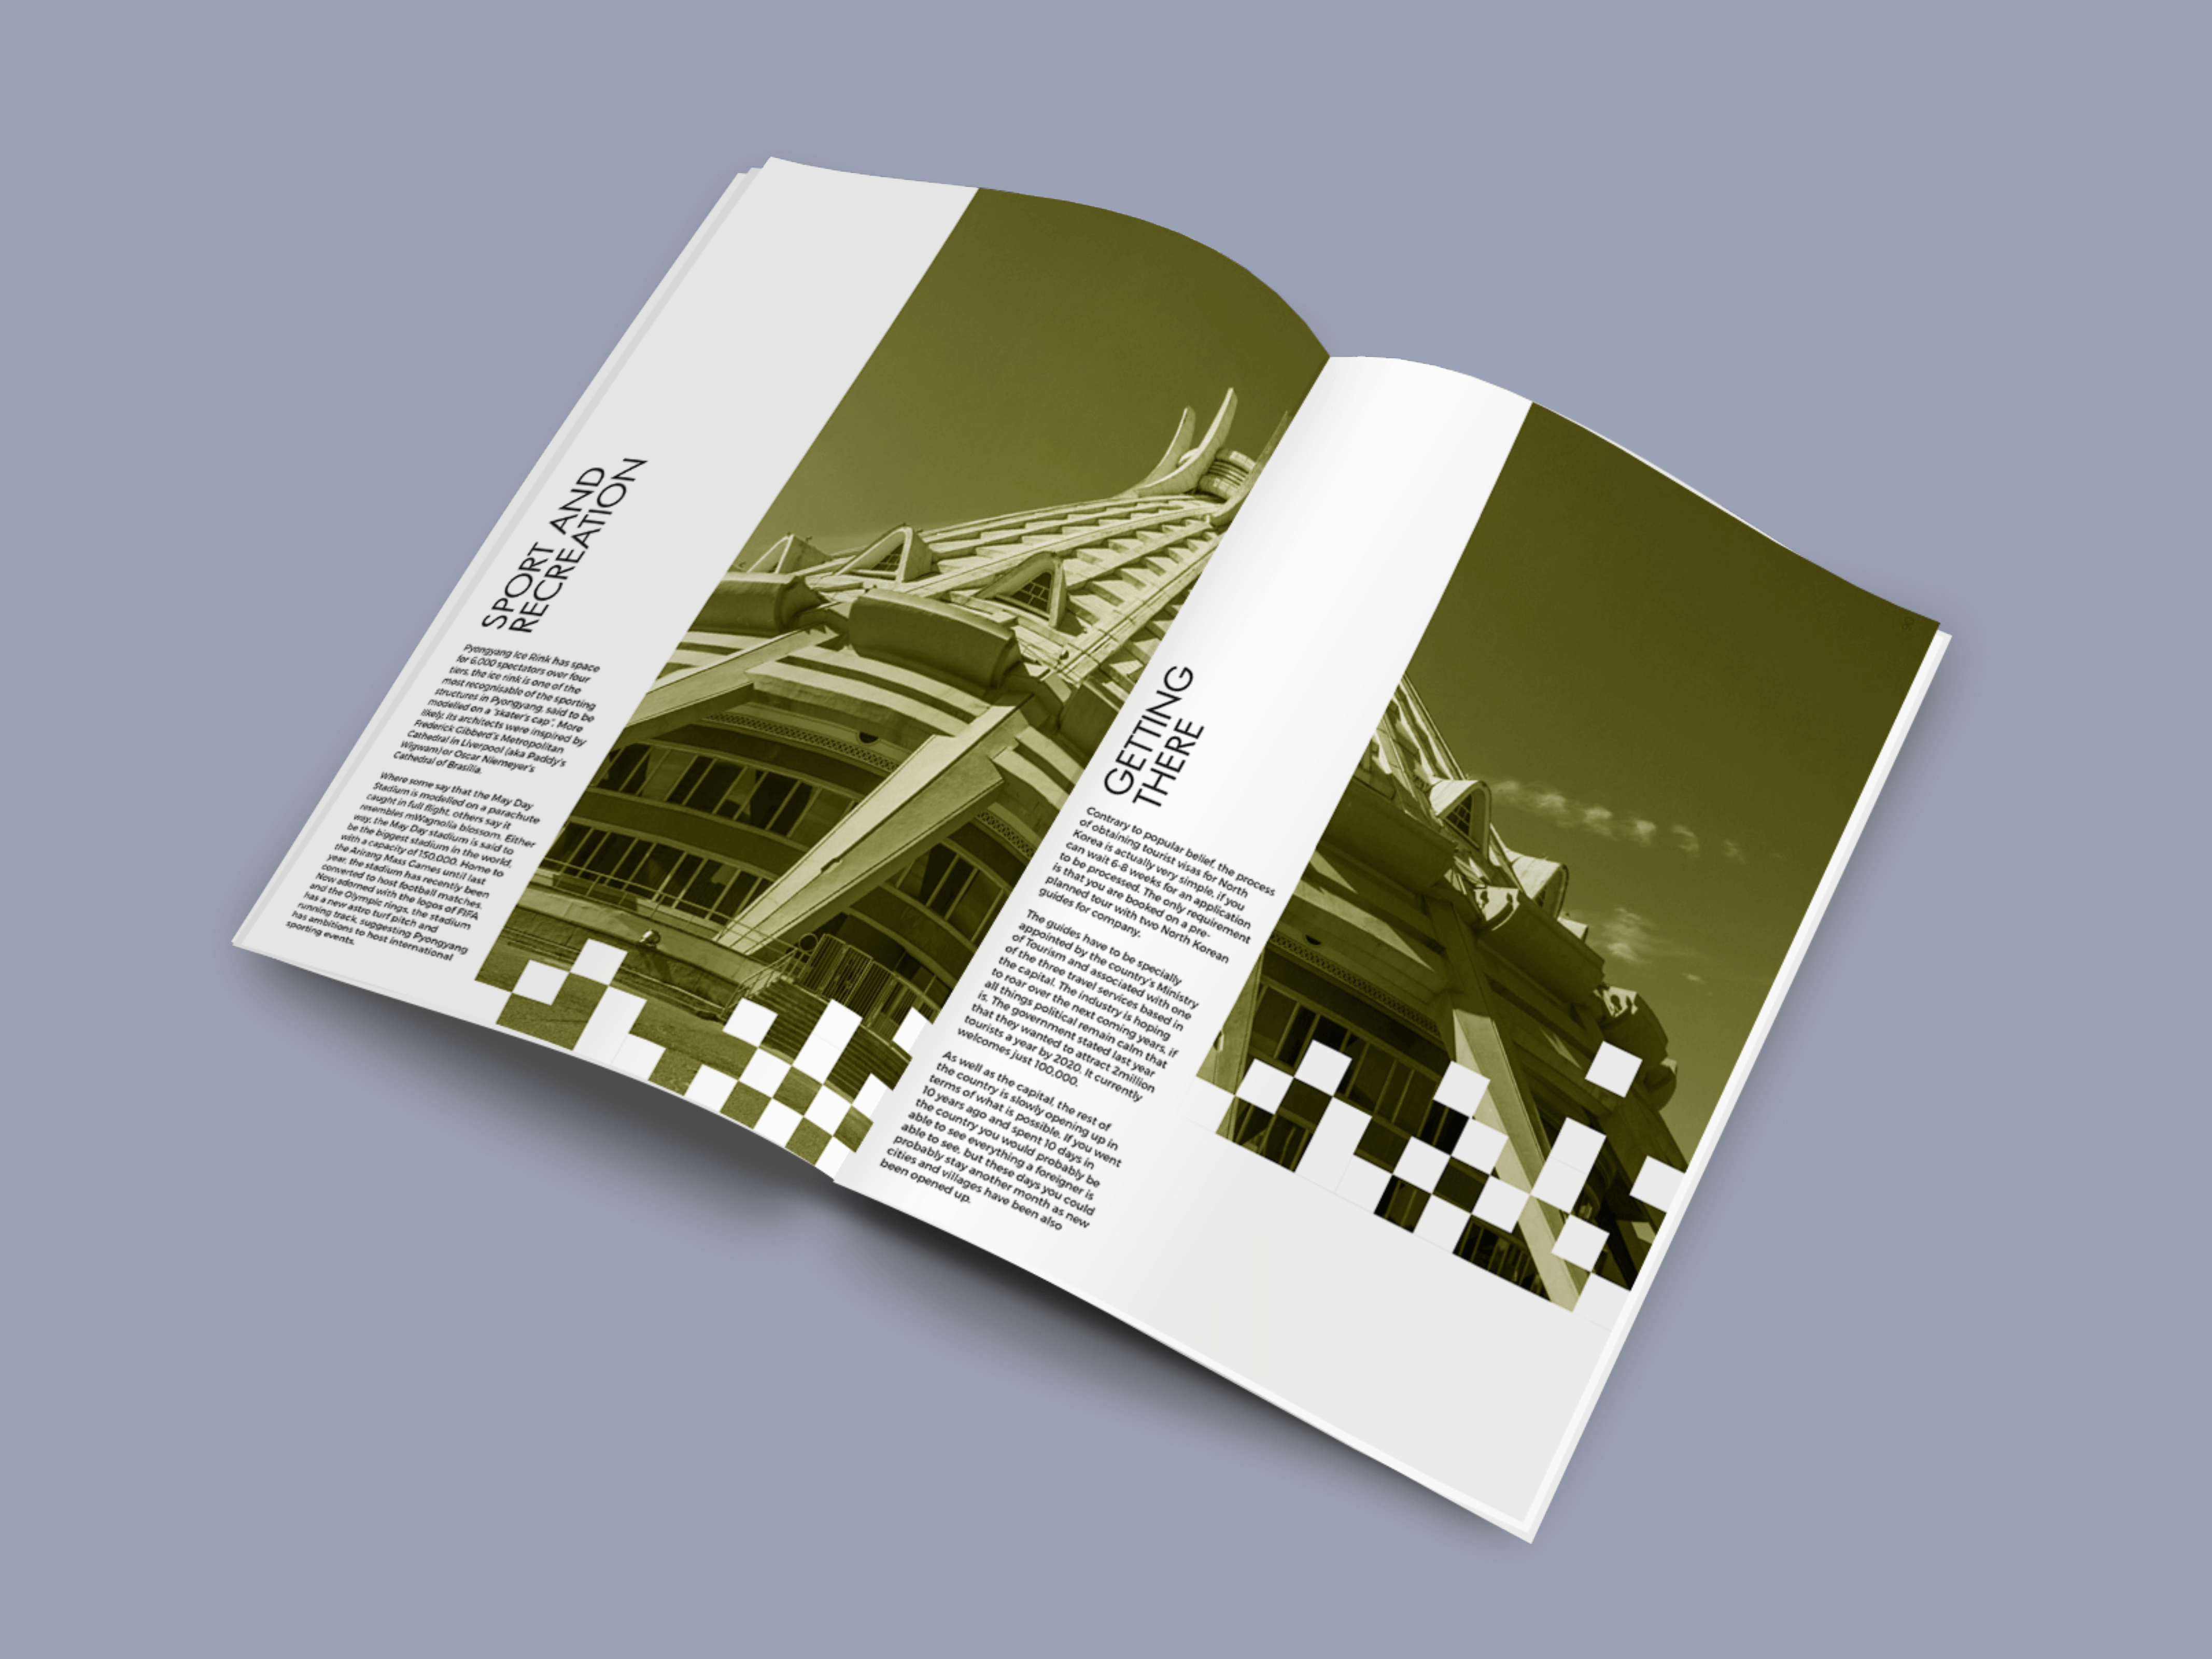 SPORT AND
RECREATION
Pyongyang Ice Rink has space
for 6,000 spectators over four
tiers, the ice rink is one of the
most recognisable of the sporting
structures in Pyongyang, said to be
modelled on a "skater's cap". More
likely, its architects were inspired by
Frederick Gibberd's Metropolitan
Cathedral in Liverpool (aka Paddy's
Wigwam) or Oscar Niemeyer's
Cathedral of Brasília.
Where some say that the May Day
Stadium is modelled on a parachute
caught in full flight, others say it
resembles mWagnolia blossom. Either
way, the May Day stadium is said to
be the biggest stadium in the world,
with a capacity of 150,000. Home to
the Arirang Mass Games until last
year, the stadium has recently been
converted to host football matches.
Now adorned with the logos of FIFA
and the Olympic rings, the stadium
has a new astro turf pitch and
running track, suggesting Pyongyang
has ambitions to host international
sporting events.
GETTING
THERE
Contrary to popular belief, the process
of obtaining tourist visas for North
Korea is actually very simple, if you
can wait 6-8 weeks for an application
to be processed. The only requirement
is that you are booked on a pre-
planned tour with two North Korean
guides for company.
The guides have to be specially
appointed by the country's Ministry
of Tourism and associated with one
of the three travel services based in
the capital. The industry is hoping
to roar over the next coming years, if
all things political remain calm that
is. The government stated last year
that they wanted to attract 2million
tourists a year by 2020. It currently
welcomes just 100,000.
As well as the capital, the rest of
the country is slowly opening up in
terms of what is possible. If you went
10 years ago and spent 10 days in
the country you would probably be
able to see everything a foreigner is
able to see, but these days you could
probably stay another month as new
cities and villages have been also
been opened up.